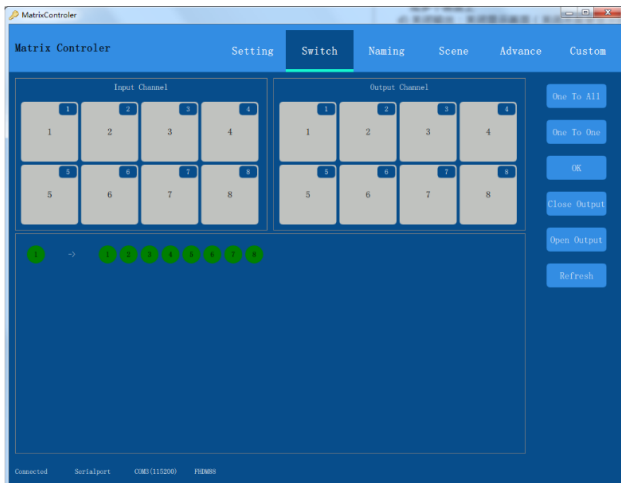 MatrixControler
Matrix Controler
Setting Switch Naming Scene Advance Custom
Input Channel
Output Channel
1 2 3 4
1 2 3 4
5 6 7 8
5 6 7 8
1 2 3 4
1 2 3 4
5 6 7 8
5 6 7 8
One To All
One To One
OK
Close Output
Open Output
Refresh
1 -> 1 2 3 4 5 6 7 8
Connected Serialport COM3(115200)